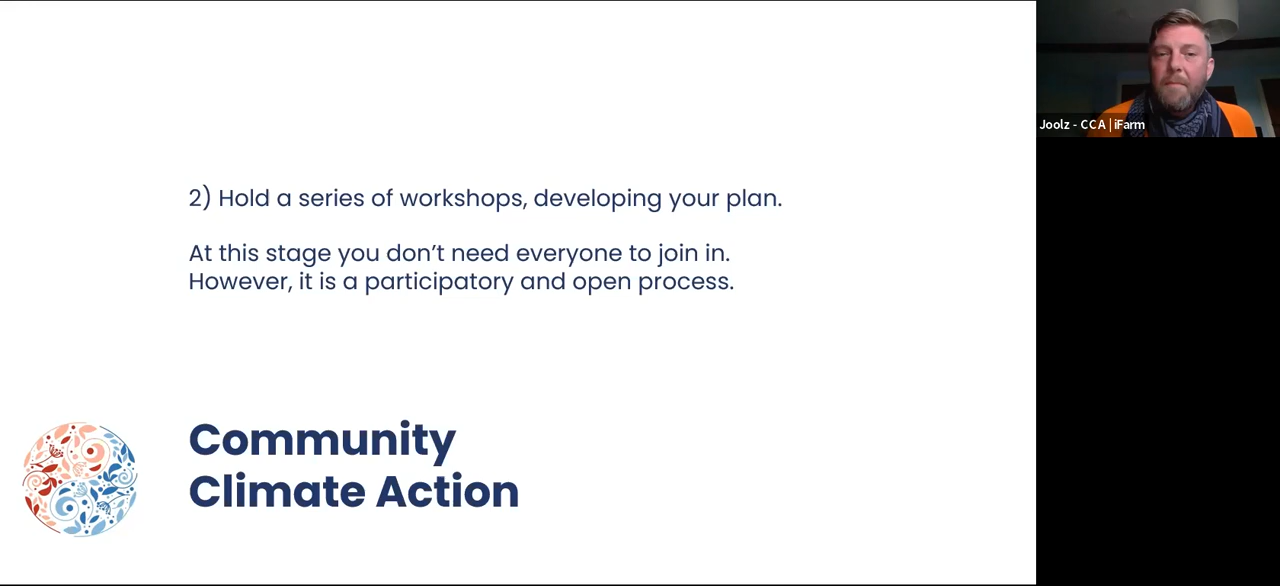 2) Hold a series of workshops, developing your plan.
At this stage you don’t need everyone to join in.
However, it is a participatory and open process.
Community
Climate Action
Joolz - CCA | iFarm